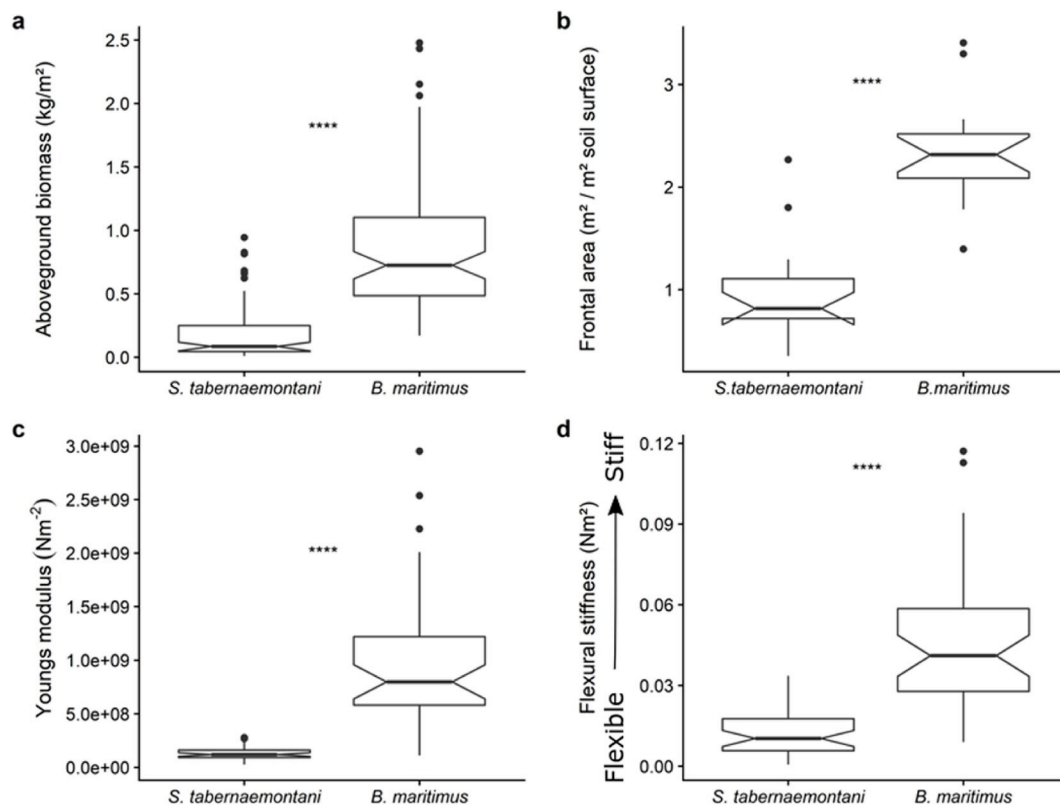 a
Aboveground biomass (kg/m²)
2.5
2.0
1.5
1.0
0.5
0.0
****
S. tabernaemontani
B. maritimus
b
Frontal area (m² / m² soil surface)
3
2
1
****
S.tabernaemontani
B.maritimus
c
Youngs modulus (Nm⁻²)
3.0e+09
2.5e+09
2.0e+09
1.5e+09
1.0e+09
5.0e+08
0.0e+00
****
S. tabernaemontani
B. maritimus
d
Flexible
Stiff
Flexural stiffness (Nm²)
0.12
0.09
0.06
0.03
0.00
****
S. tabernaemontani
B. maritimus